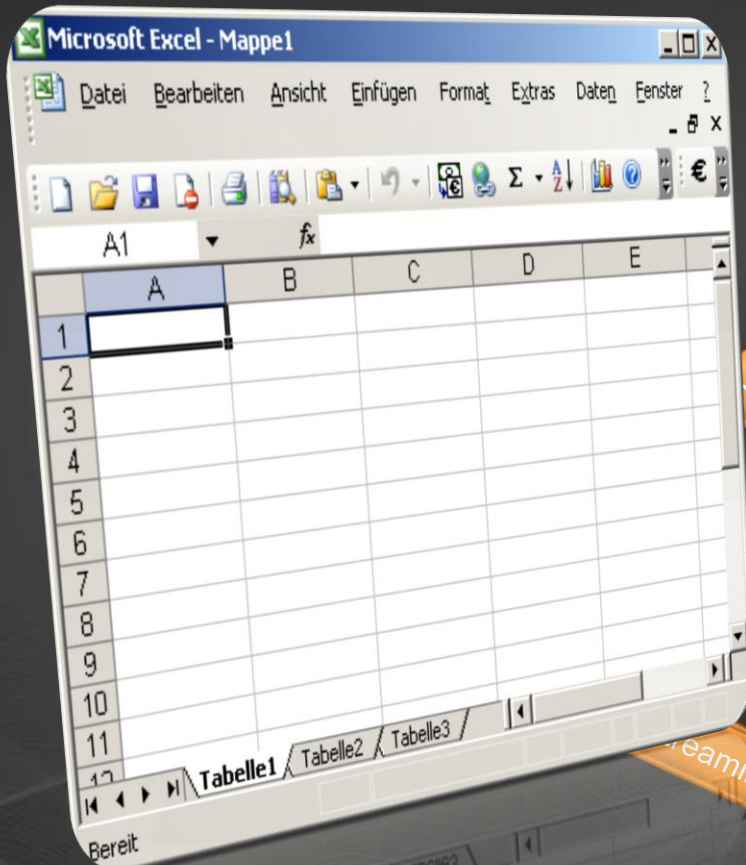 Microsoft Excel - Mappe1
Datei Bearbeiten Ansicht Einfügen Format Extras Daten Fenster ?
A1 fx
A B C D E
1
2
3
4
5
6
7
8
9
10
11
12
Tabelle1 Tabelle2 Tabelle3
Bereit